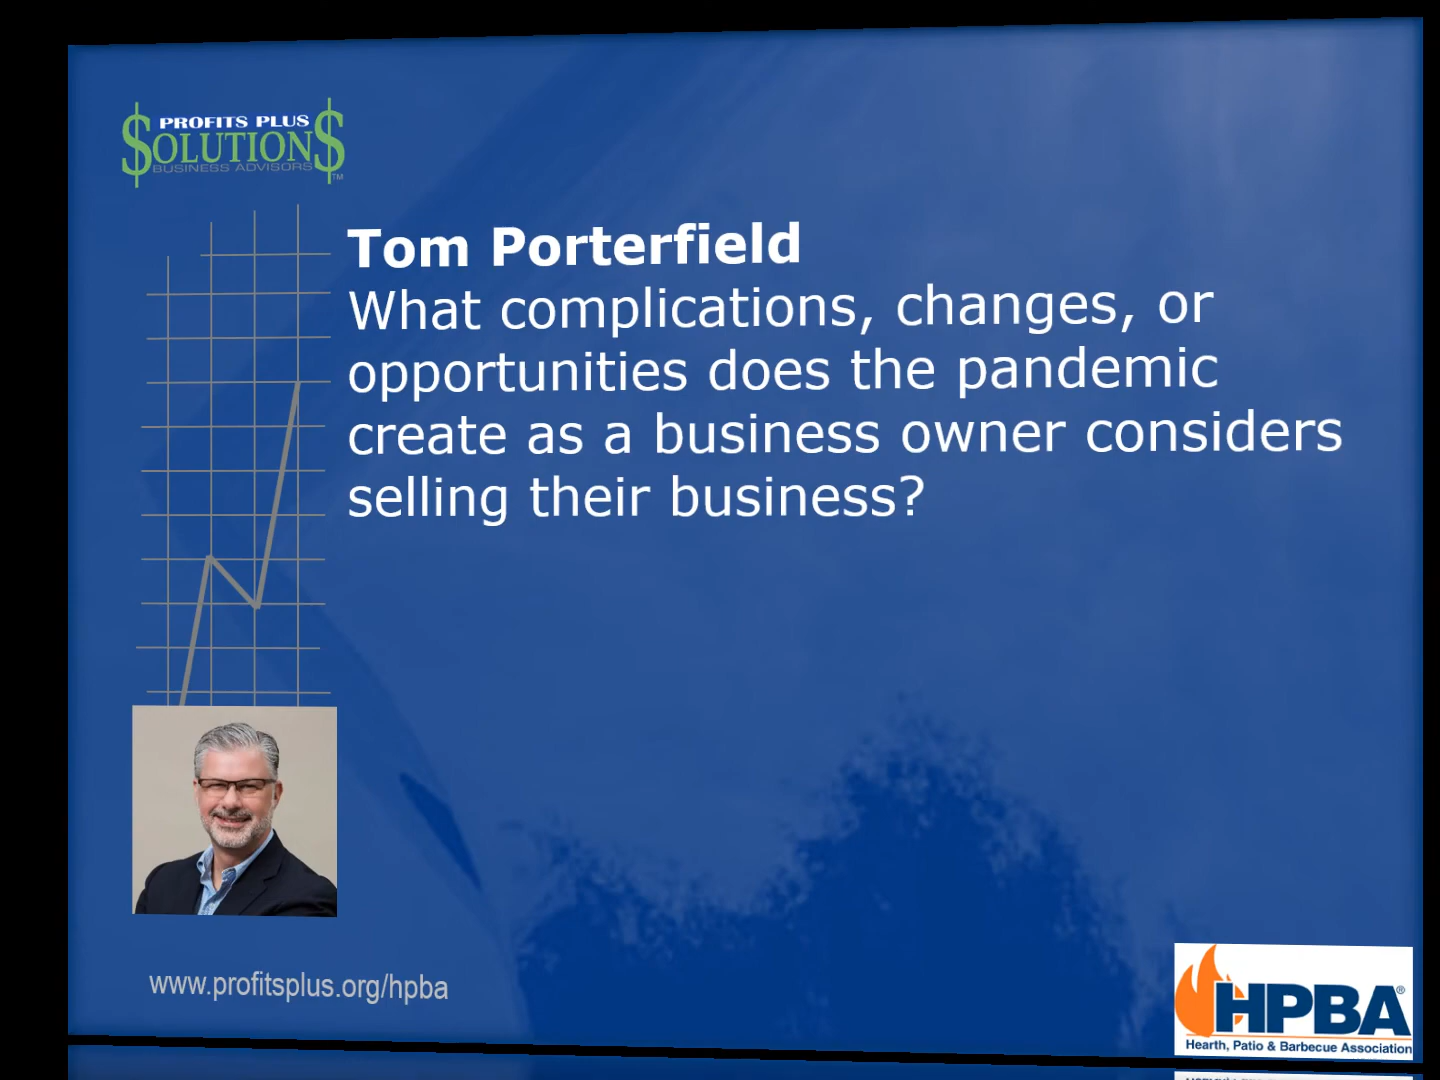 PROFITS PLUS
$OLUTION$
BUSINESS ADVISORS
TM
Tom Porterfield
What complications, changes, or
opportunities does the pandemic
create as a business owner considers
selling their business?
www.profitsplus.org/hpba
HPBA®
Hearth, Patio & Barbecue Association